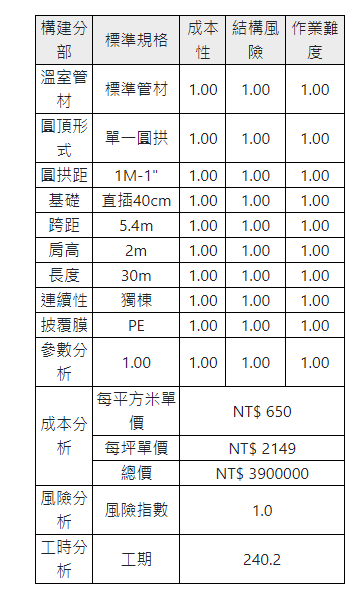 構建分部 標準規格 成本性 結構風險 作業難度
溫室管材 標準管材 1.00 1.00 1.00
圓頂形式 單一圓拱 1.00 1.00 1.00
圓拱距 1M-1" 1.00 1.00 1.00
基礎 直插40cm 1.00 1.00 1.00
跨距 5.4m 1.00 1.00 1.00
肩高 2m 1.00 1.00 1.00
長度 30m 1.00 1.00 1.00
連續性 獨棟 1.00 1.00 1.00
披覆膜 PE 1.00 1.00 1.00
參數分析 1.00 1.00 1.00 1.00
成本分析 每平方米單價 NT$ 650
每坪單價 NT$ 2149
總價 NT$ 3900000
風險分析 風險指數 1.0
工時分析 工期 240.2